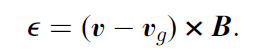 ϵ = (v − v_g) × B.